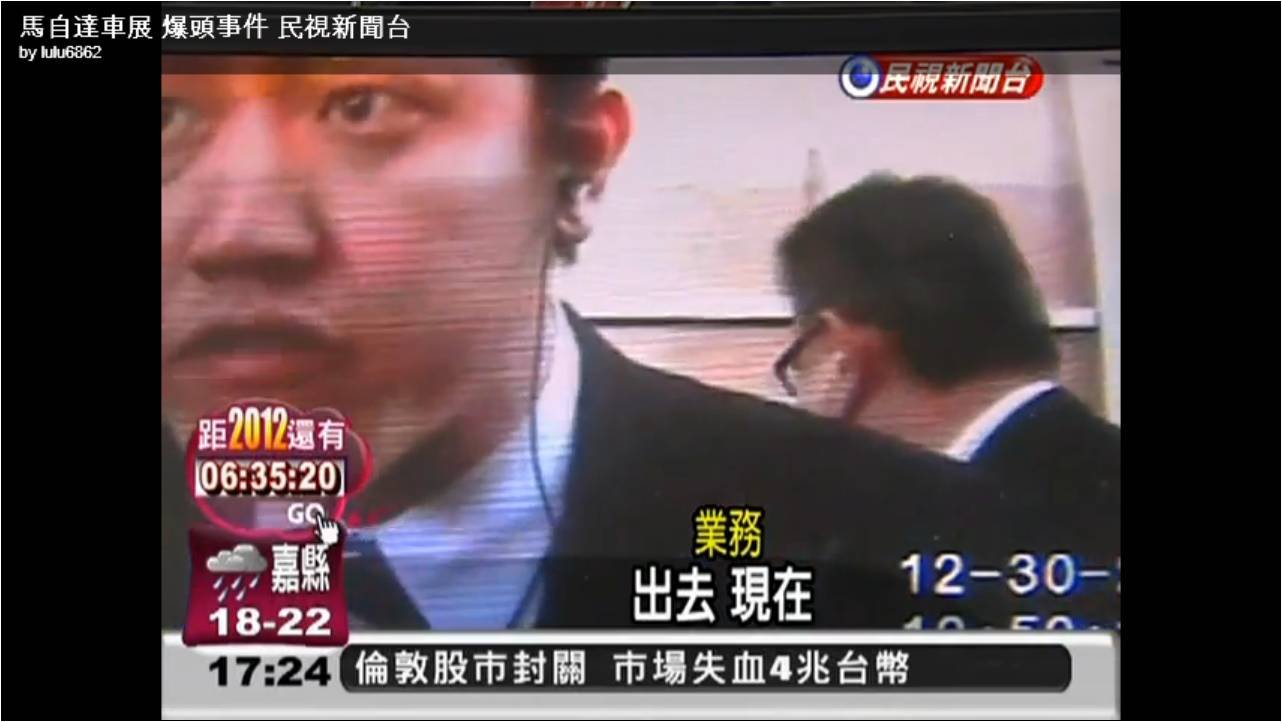 馬自達車展 爆頭事件 民視新聞台
by lulu6862
民視新聞台
距2012還有
06:35:20
GO
嘉縣
18-22
業務
出去 現在
12-30-
17:24
倫敦股市封關 市場失血4兆台幣